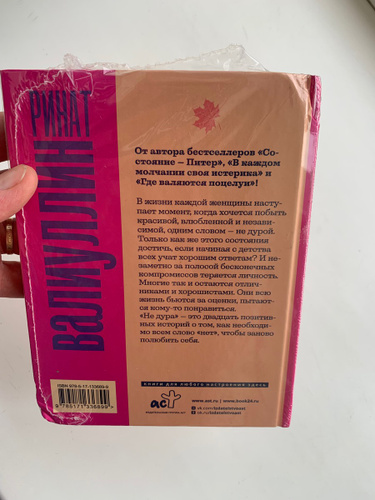 РИНАТ
ВАЛИУЛЛИН
От автора бестселлеров «Со-
стояние – Питер», «В каждом
молчании своя истерика» и
«Где валяются поцелуи»!
В жизни каждой женщины насту-
пает момент, когда хочется побыть
красивой, влюбленной и незави-
симой, одним словом – не дурой.
Только как же этого состояния
достичь, если начиная с детства
всех учат хорошим ответам? И не-
заметно за полосой бесконечных
компромиссов теряется личность.
Многие так и остаются отлич-
никами и хорошистами. Они всю
жизнь бьются за оценки, пытают-
ся кому-то понравиться.
«Не дура» – это двадцать позитив-
ных историй о том, как необходи-
мо всем слово «нет», чтобы заново
полюбить себя.
книги для любого настроения здесь
act
www.ast.ru / www.book24.ru